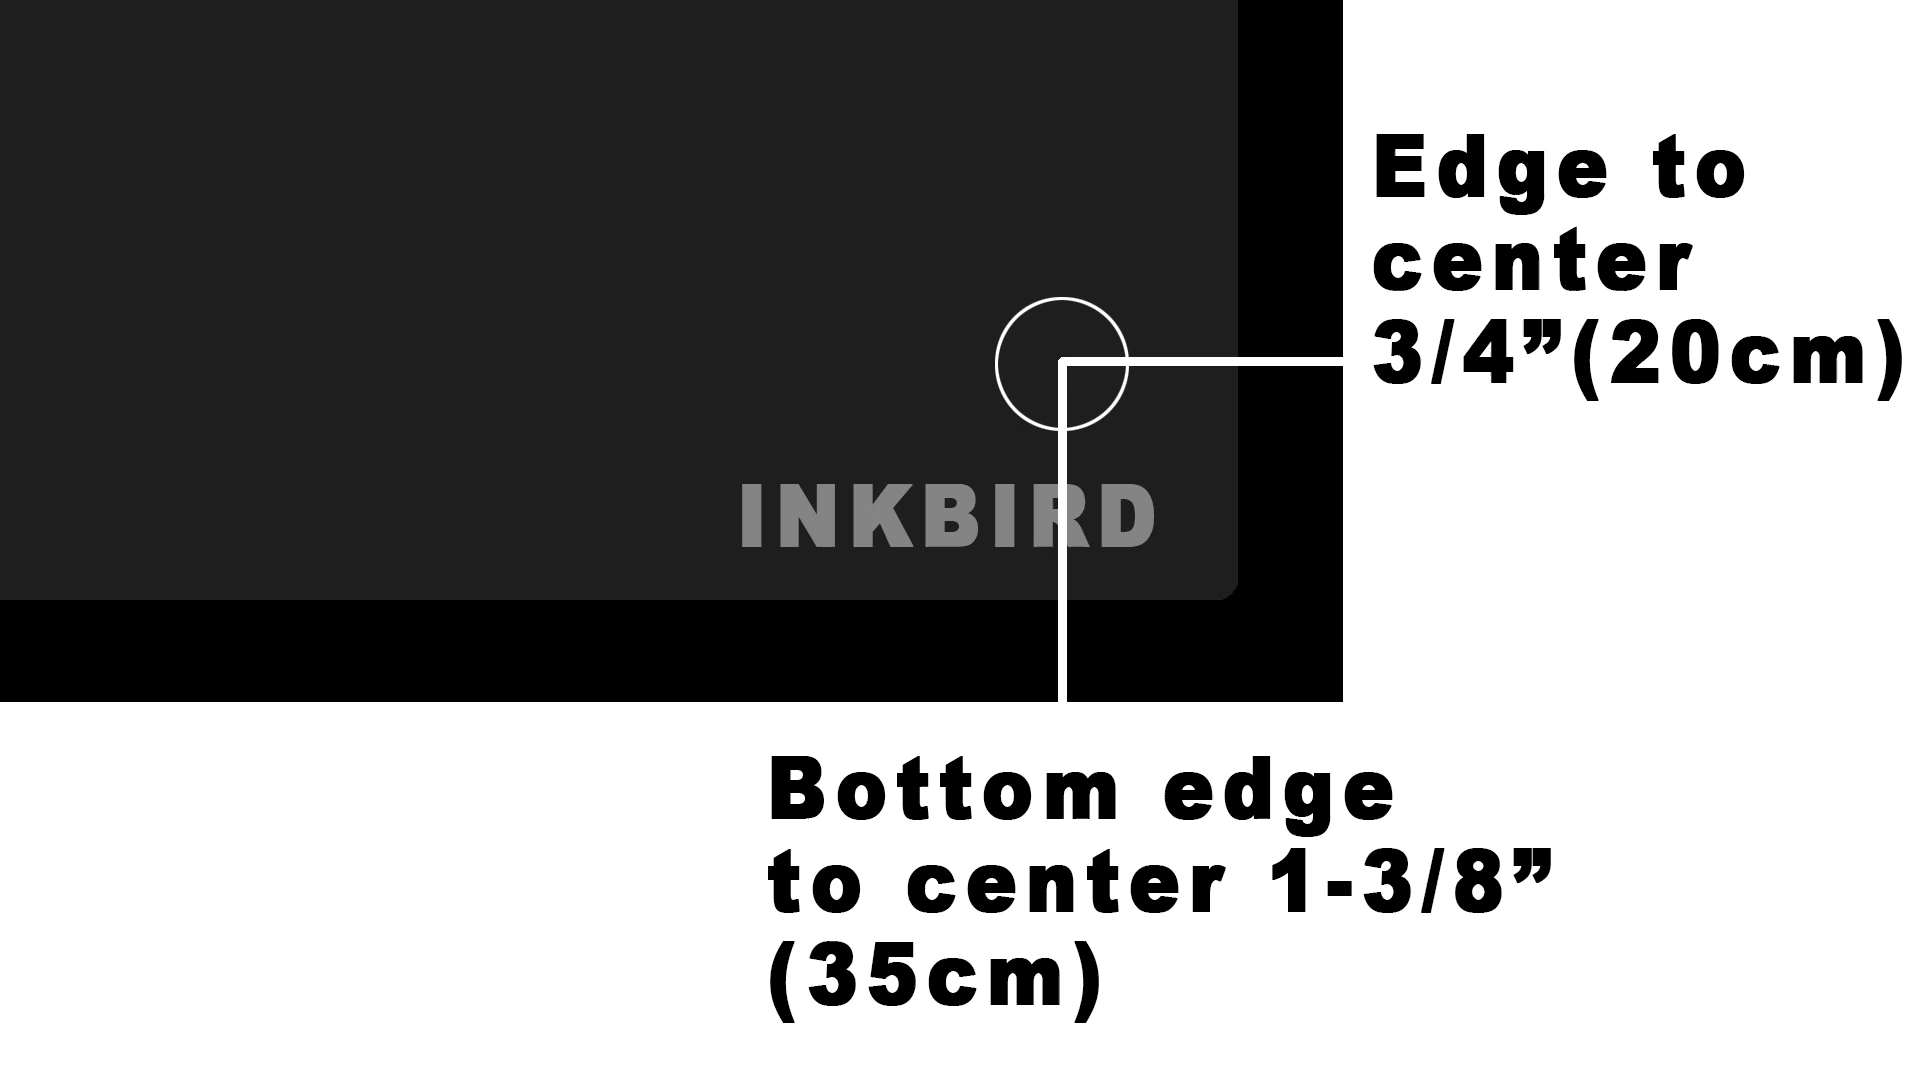 Edge to
center
3/4”(20cm)
INKBIRD
Bottom edge
to center 1-3/8”
(35cm)